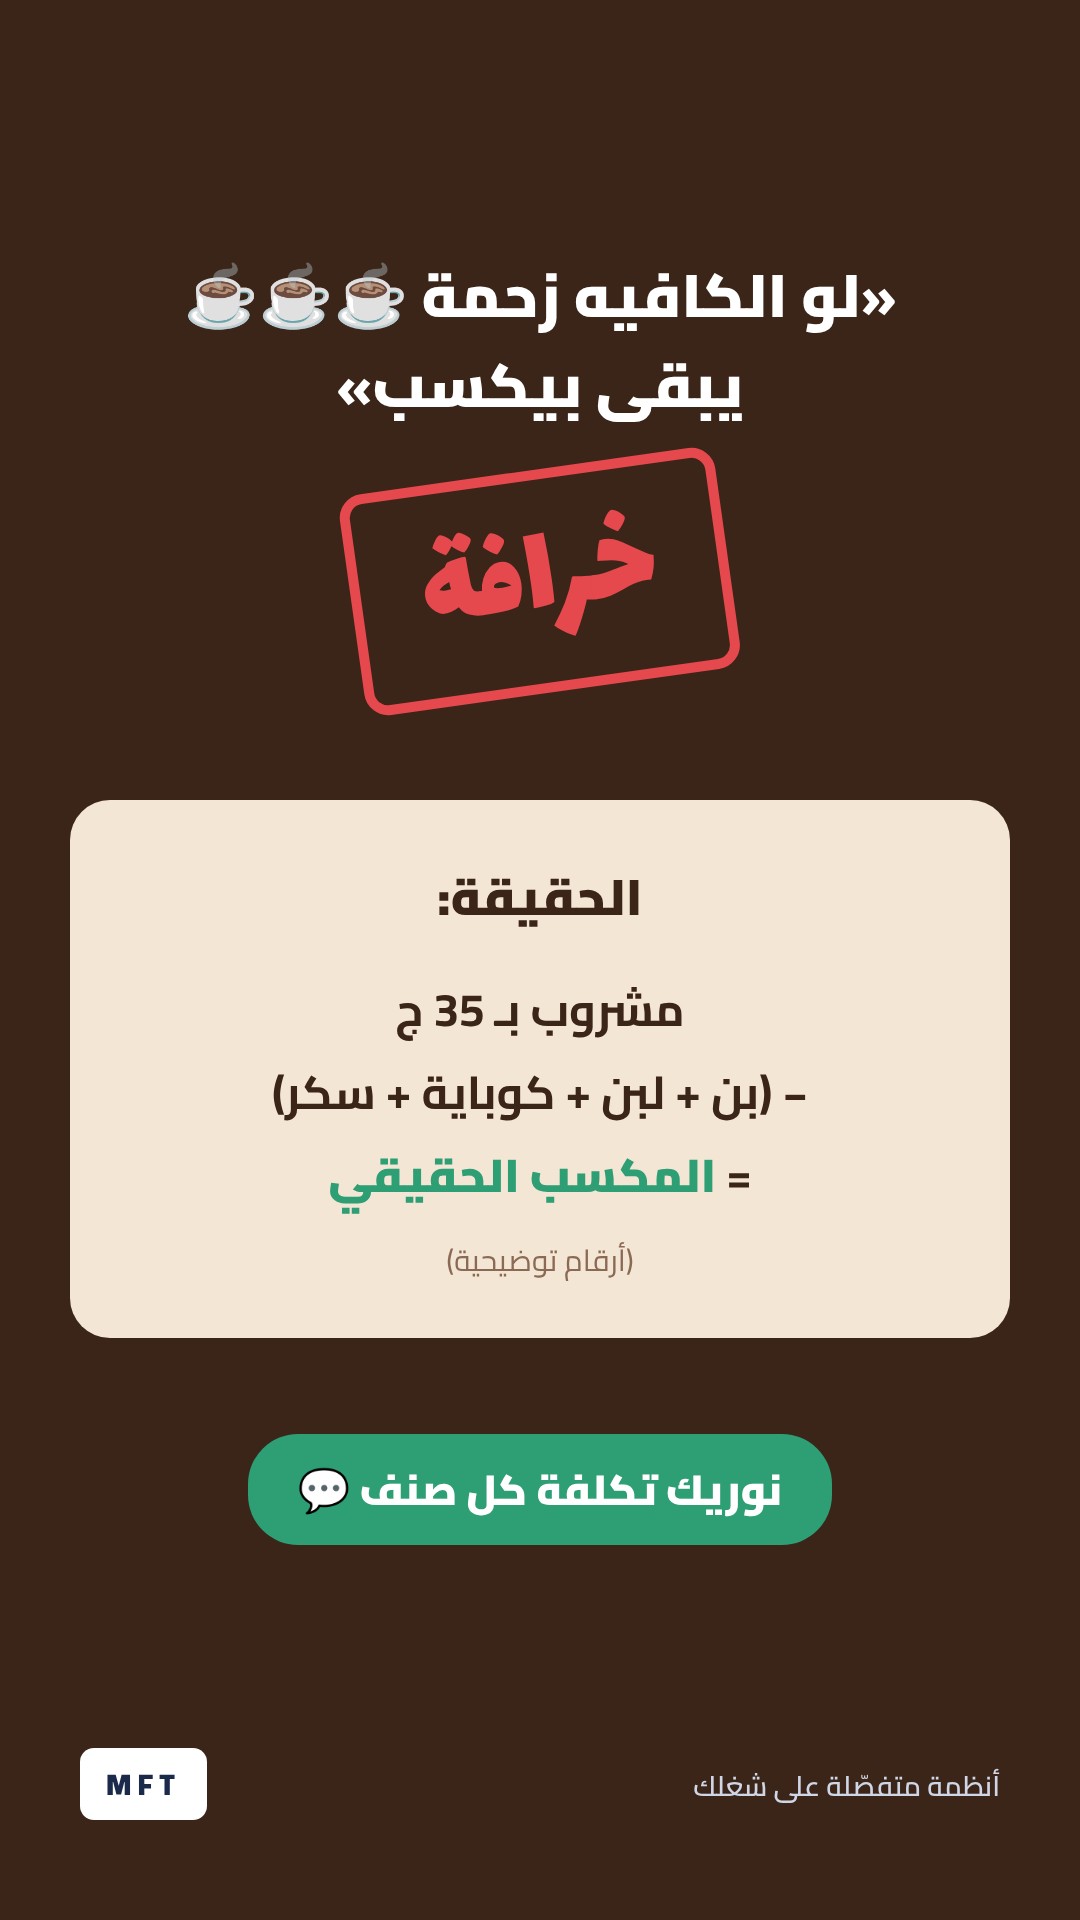 «لو الكافيه زحمة ☕☕☕
يبقى بيكسب»
خرافة
الحقيقة:
مشروب بـ 35 ج
− (بن + لبن + كوباية + سكر)
= المكسب الحقيقي
(أرقام توضيحية)
نوريك تكلفة كل صنف 💬
أنظمة متفصّلة على شغلك
MFT